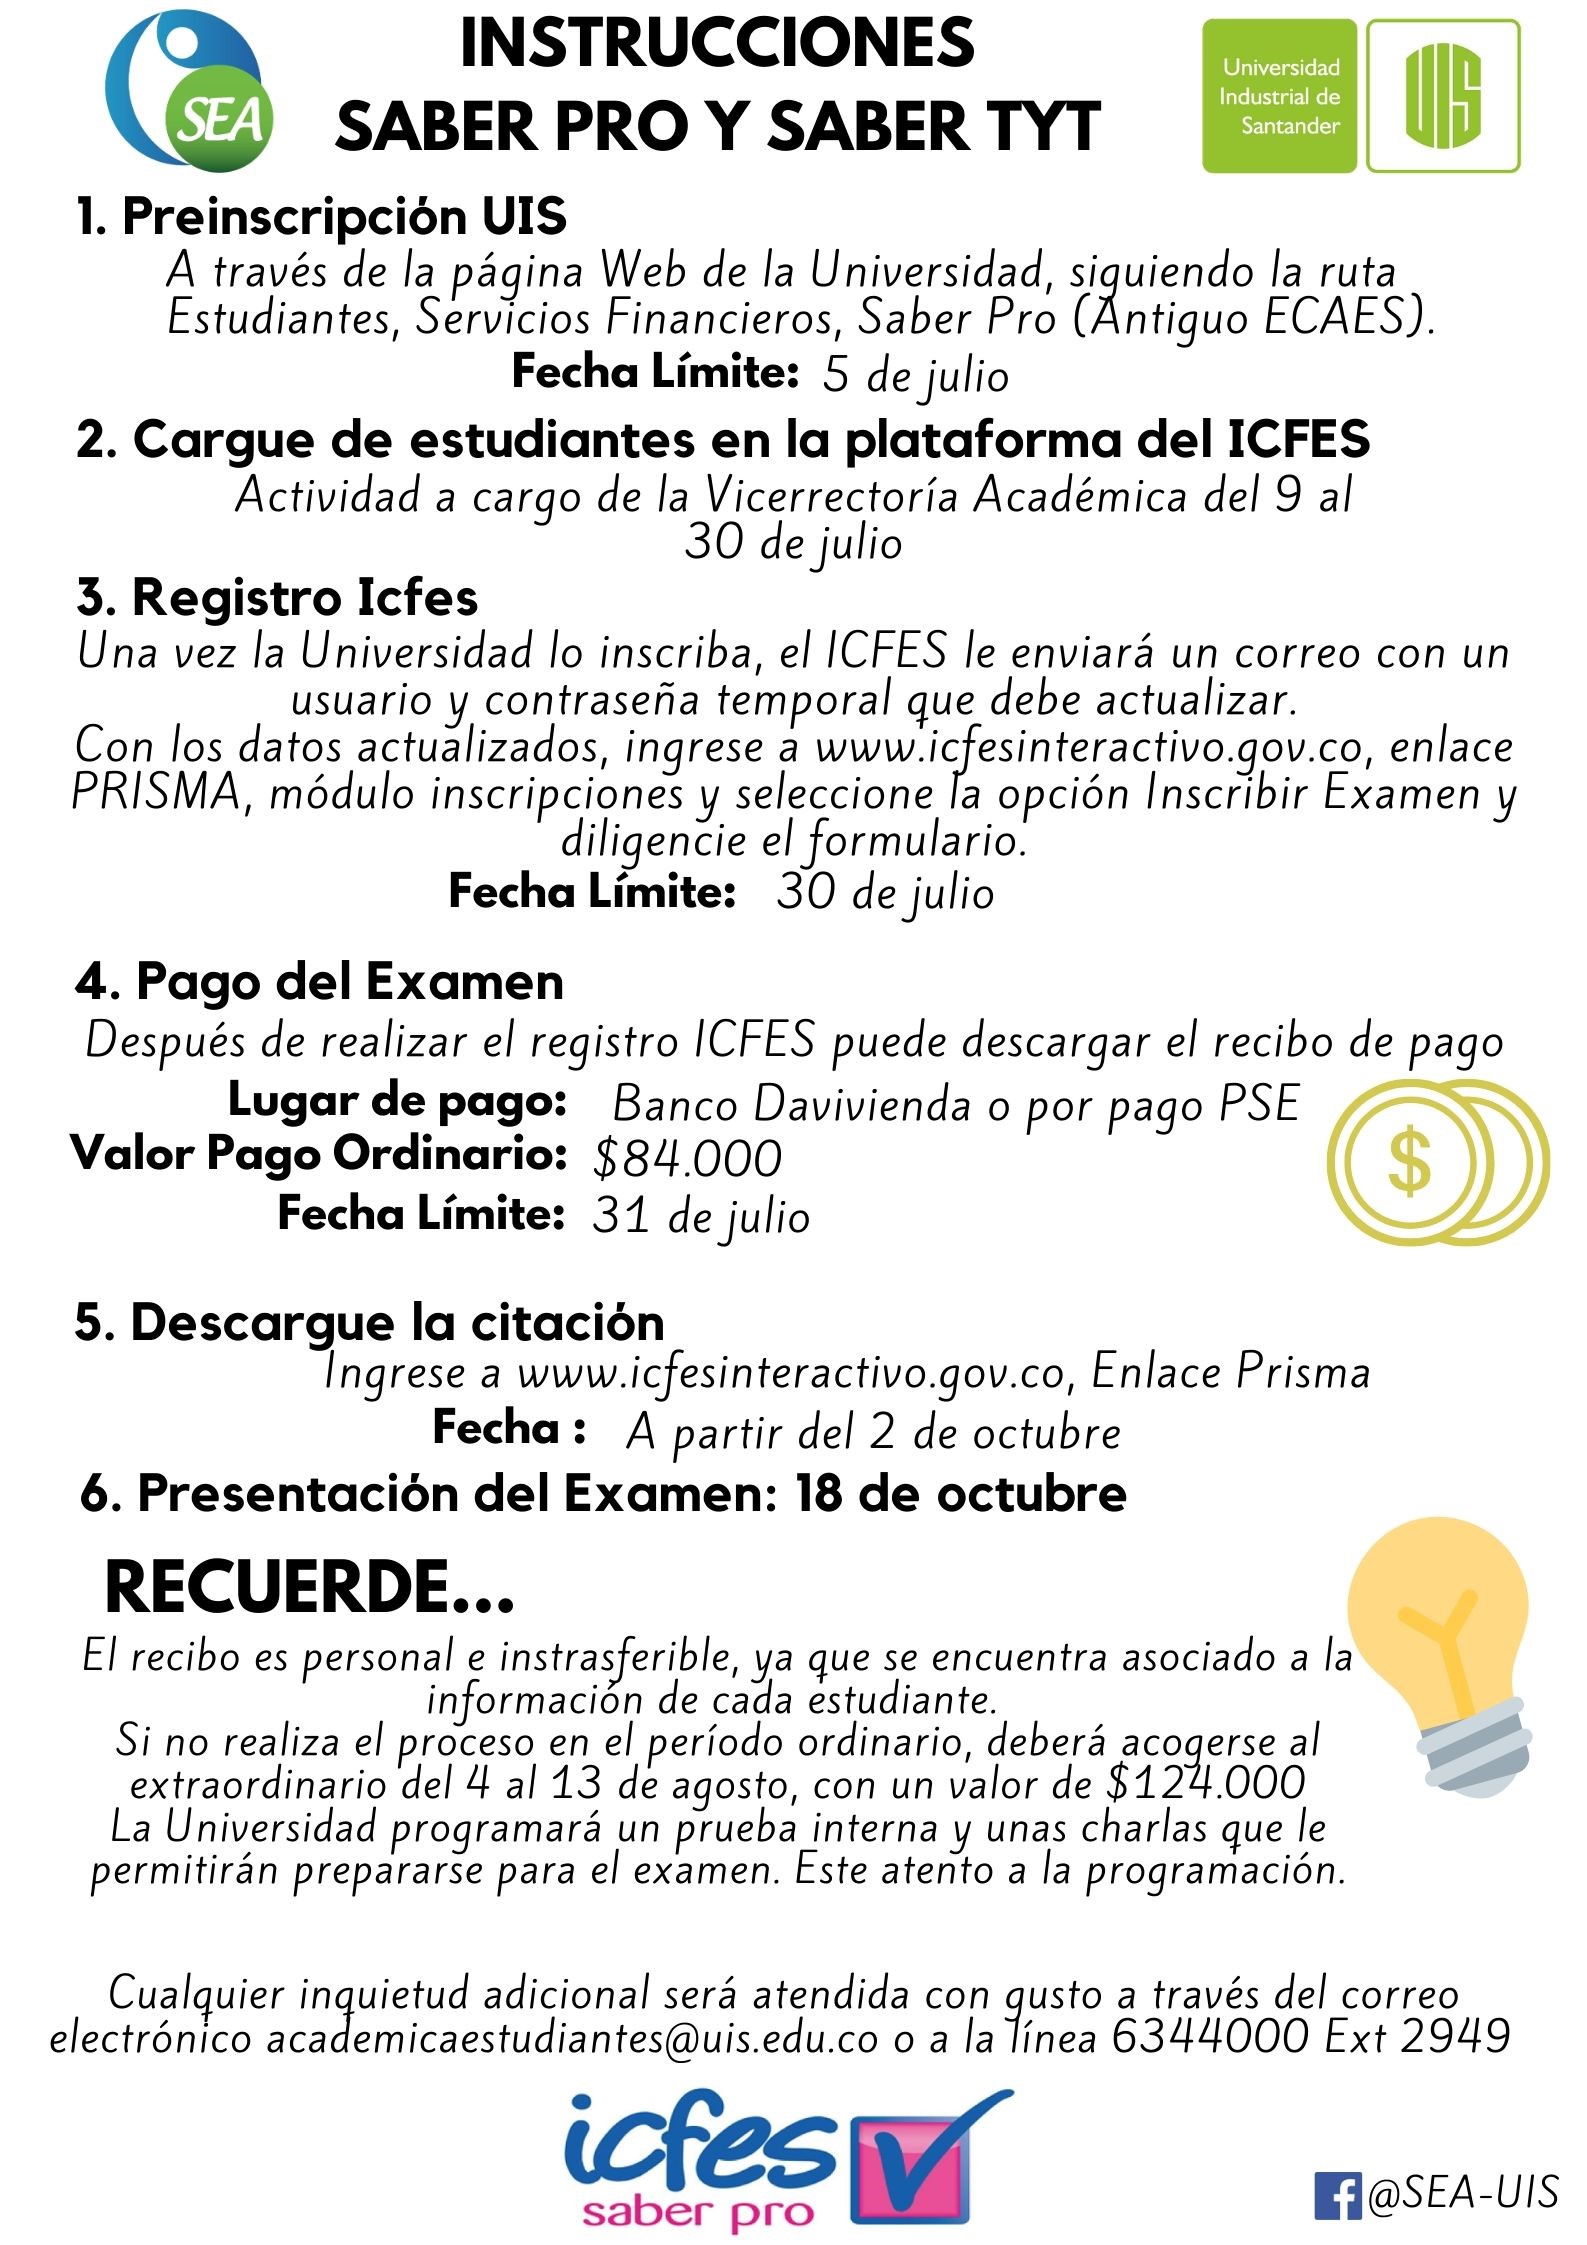 SEA
INSTRUCCIONES
SABER PRO Y SABER TYT
Universidad
Industrial de
Santander
UIS
1. Preinscripción UIS
A través de la página Web de la Universidad, siguiendo la ruta
Estudiantes, Servicios Financieros, Saber Pro (Antiguo ECAES).
Fecha Límite: 5 de julio
2. Cargue de estudiantes en la plataforma del ICFES
Actividad a cargo de la Vicerrectoría Académica del 9 al
30 de julio
3. Registro Icfes
Una vez la Universidad lo inscriba, el ICFES le enviará un correo con un
usuario y contraseña temporal que debe actualizar.
Con los datos actualizados, ingrese a www.icfesinteractivo.gov.co, enlace
PRISMA, módulo inscripciones y seleccione la opción Inscribir Examen y
diligencie el formulario.
Fecha Límite: 30 de julio
4. Pago del Examen
Después de realizar el registro ICFES puede descargar el recibo de pago
Lugar de pago: Banco Davivienda o por pago PSE
Valor Pago Ordinario: $84.000
Fecha Límite: 31 de julio
$
5. Descargue la citación
Ingrese a www.icfesinteractivo.gov.co, Enlace Prisma
Fecha : A partir del 2 de octubre
6. Presentación del Examen: 18 de octubre
RECUERDE...
El recibo es personal e instrasferible, ya que se encuentra asociado a la
información de cada estudiante.
Si no realiza el proceso en el período ordinario, deberá acogerse al
extraordinario del 4 al 13 de agosto, con un valor de $124.000
La Universidad programará un prueba interna y unas charlas que le
permitirán prepararse para el examen. Este atento a la programación.
Cualquier inquietud adicional será atendida con gusto a través del correo
electrónico academicaestudiantes@uis.edu.co o a la línea 6344000 Ext 2949
icfes
saber pro
f @SEA-UIS